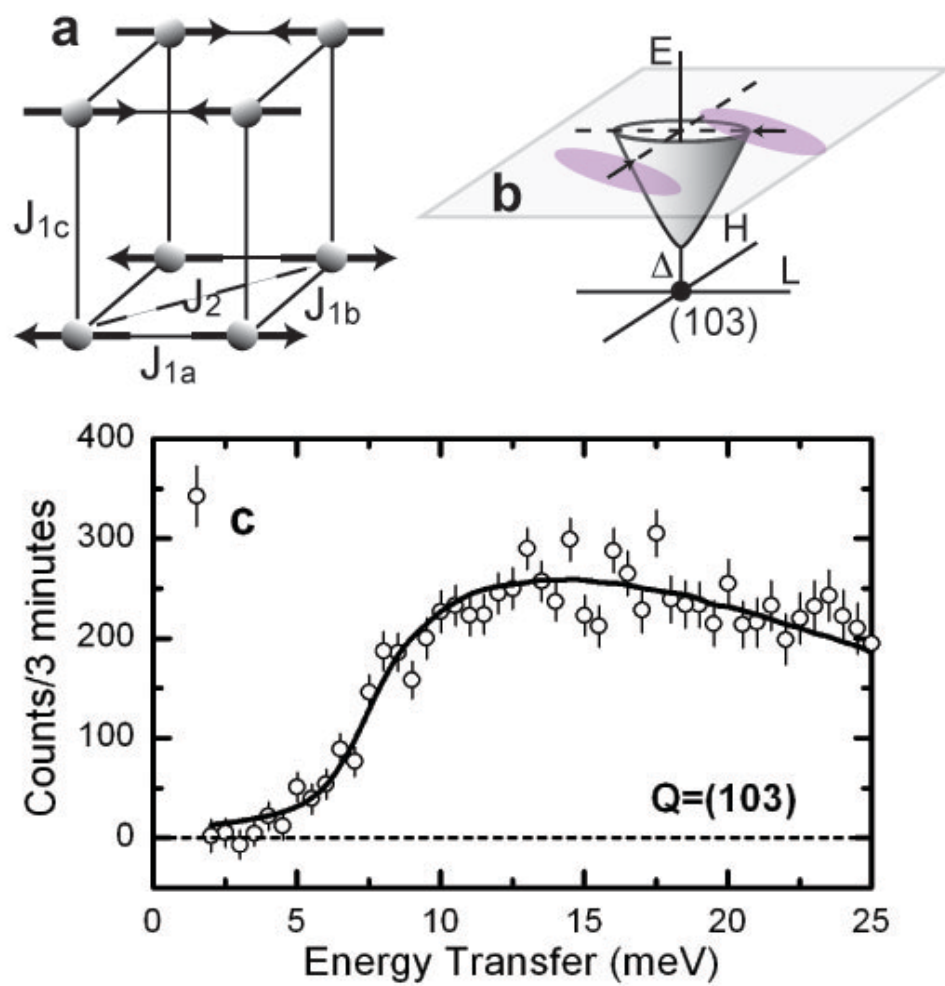 a
J1c
J2
J1b
J1a
E
b
H
Δ
L
(103)
400
300
200
100
0
Counts/3 minutes
c
Q=(103)
0
5
10
15
20
25
Energy Transfer (meV)